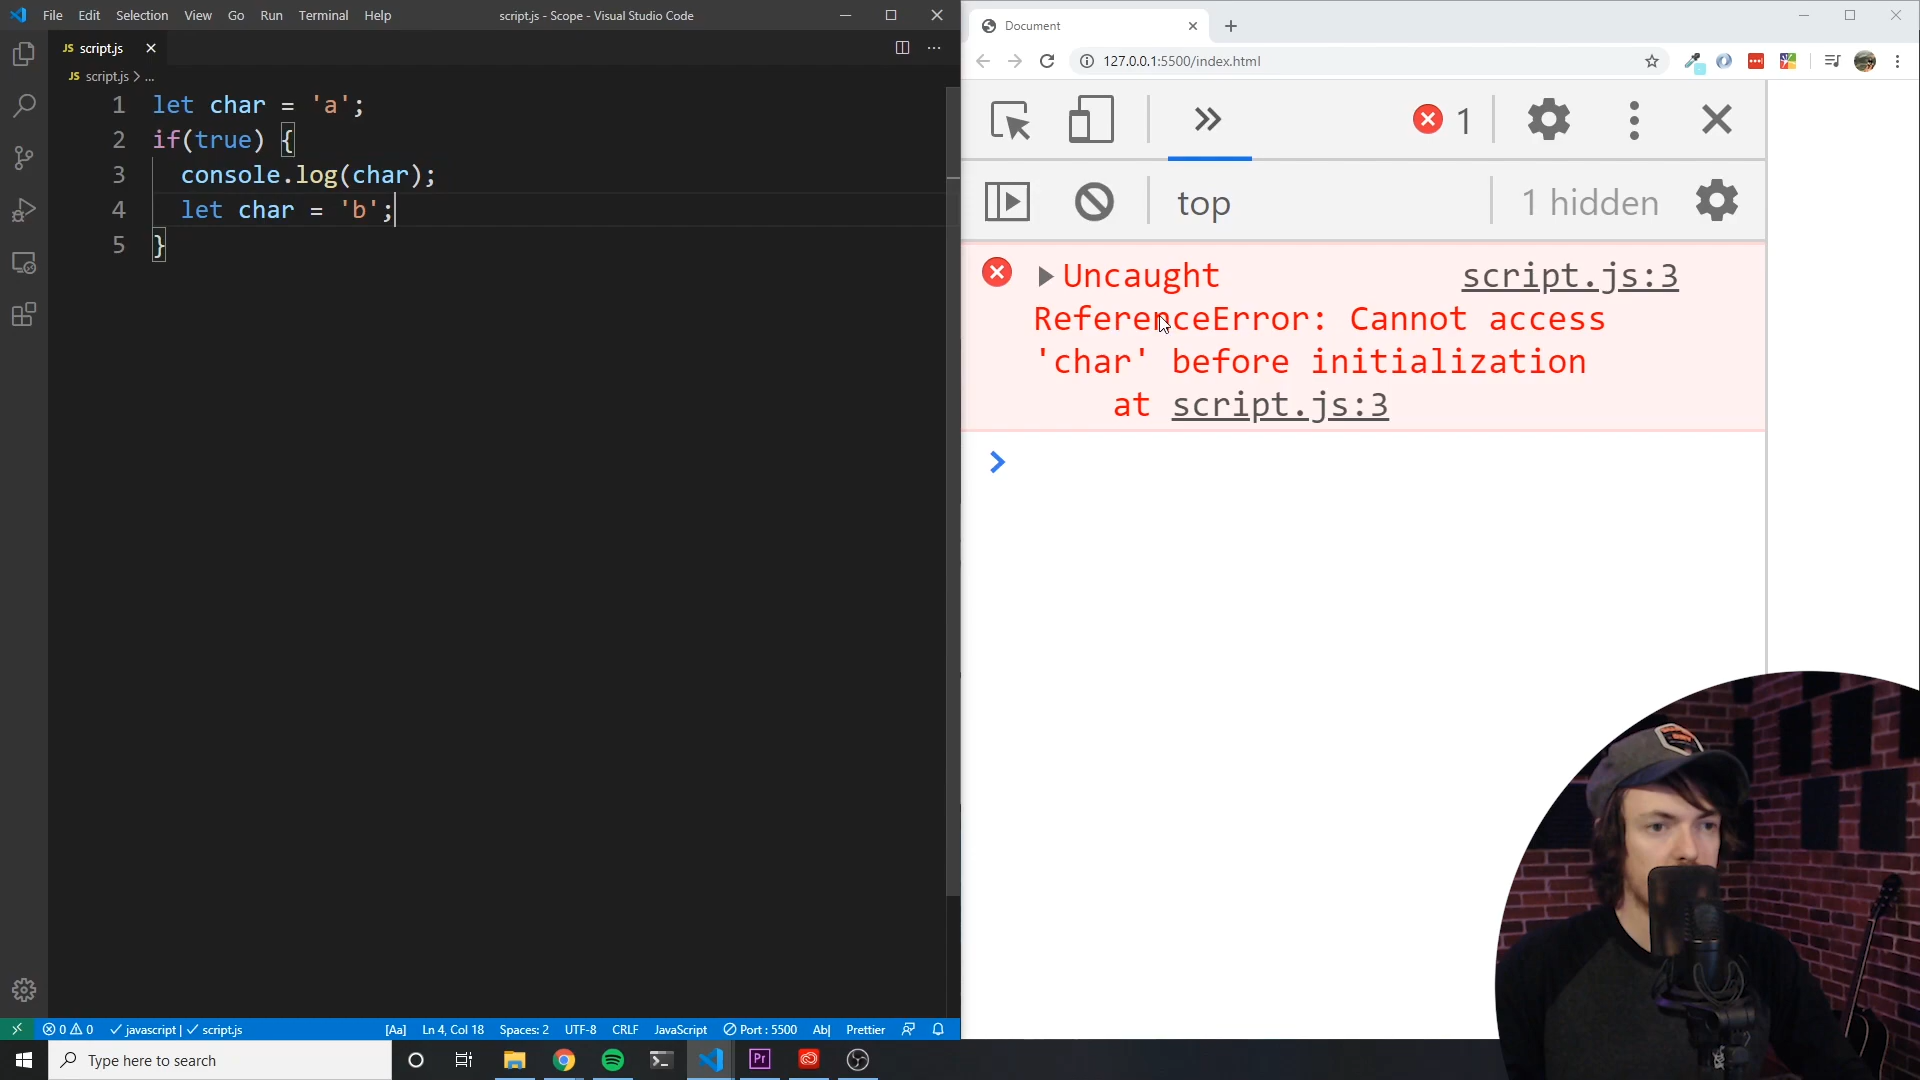 File Edit Selection View Go Run Terminal Help
script.js - Scope - Visual Studio Code
JS script.js
JS script.js > ...
1 let char = 'a';
2 if(true) {
3 console.log(char);
4 let char = 'b';
5 }
javascript | script.js
0 0
[Aa] Ln 4, Col 18 Spaces: 2 UTF-8 CRLF JavaScript Port : 5500 Ab| Prettier
Type here to search
Pr
Document
127.0.0.1:5500/index.html
1
top
1 hidden
Uncaught script.js:3
ReferenceError: Cannot access
'char' before initialization
at script.js:3